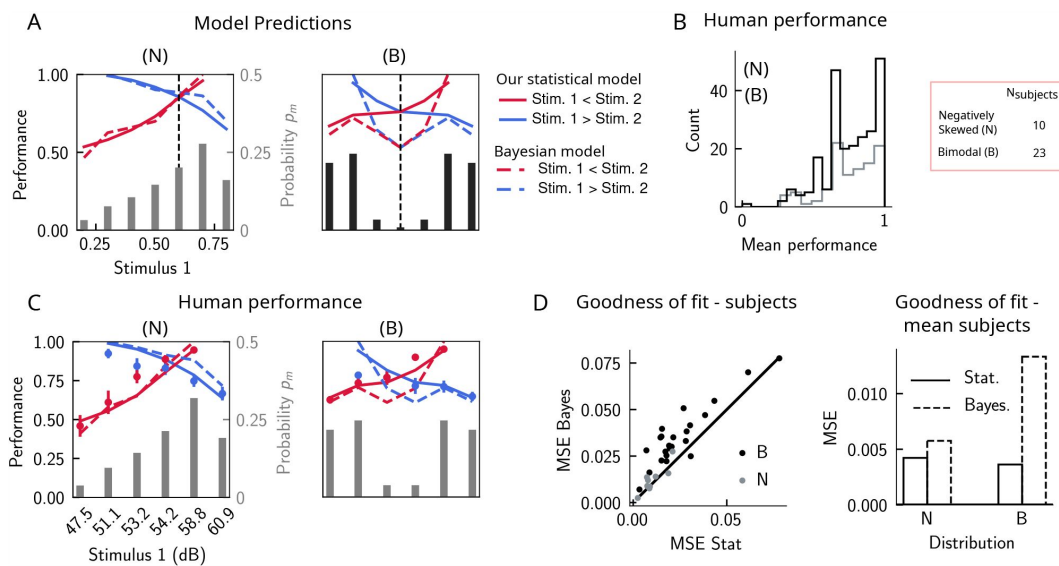 A
Model Predictions
(N)
(B)
1.00
0.75
0.50
0.00
Performance
0.5
0.25
0
Probability pm
0.25
0.50
0.75
Stimulus 1
Our statistical model
Stim. 1 < Stim. 2
Stim. 1 > Stim. 2
Bayesian model
Stim. 1 < Stim. 2
Stim. 1 > Stim. 2
B
Human performance
(N)
(B)
40
20
0
Count
0
1
Mean performance
Nsubjects
Negatively
Skewed (N)
10
Bimodal (B)
23
C
Human performance
(N)
(B)
1.00
0.75
0.50
0.25
0.00
Performance
0.5
0.25
0
Probability pm
47.5
51.1
53.2
54.2
58.8
60.9
Stimulus 1 (dB)
D
Goodness of fit - subjects
0.075
0.050
0.025
0.000
MSE Bayes
B
N
0.00
0.05
MSE Stat
Goodness of fit -
mean subjects
0.010
0.005
0.000
MSE
Stat.
Bayes.
N
B
Distribution